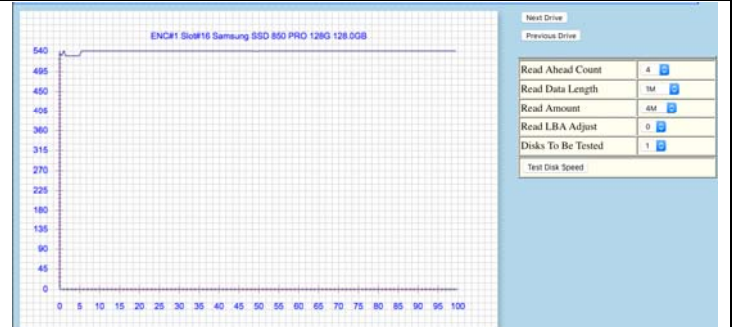 ENC#1 Slot#16 Samsung SSD 850 PRO 128G 128.0GB
540
495
450
405
360
315
270
225
180
135
90
45
0
0 5 10 15 20 25 30 35 40 45 50 55 60 65 70 75 80 85 90 95 100
Next Drive
Previous Drive
Read Ahead Count 4
Read Data Length 1M
Read Amount 4M
Read LBA Adjust 0
Disks To Be Tested 1
Test Disk Speed